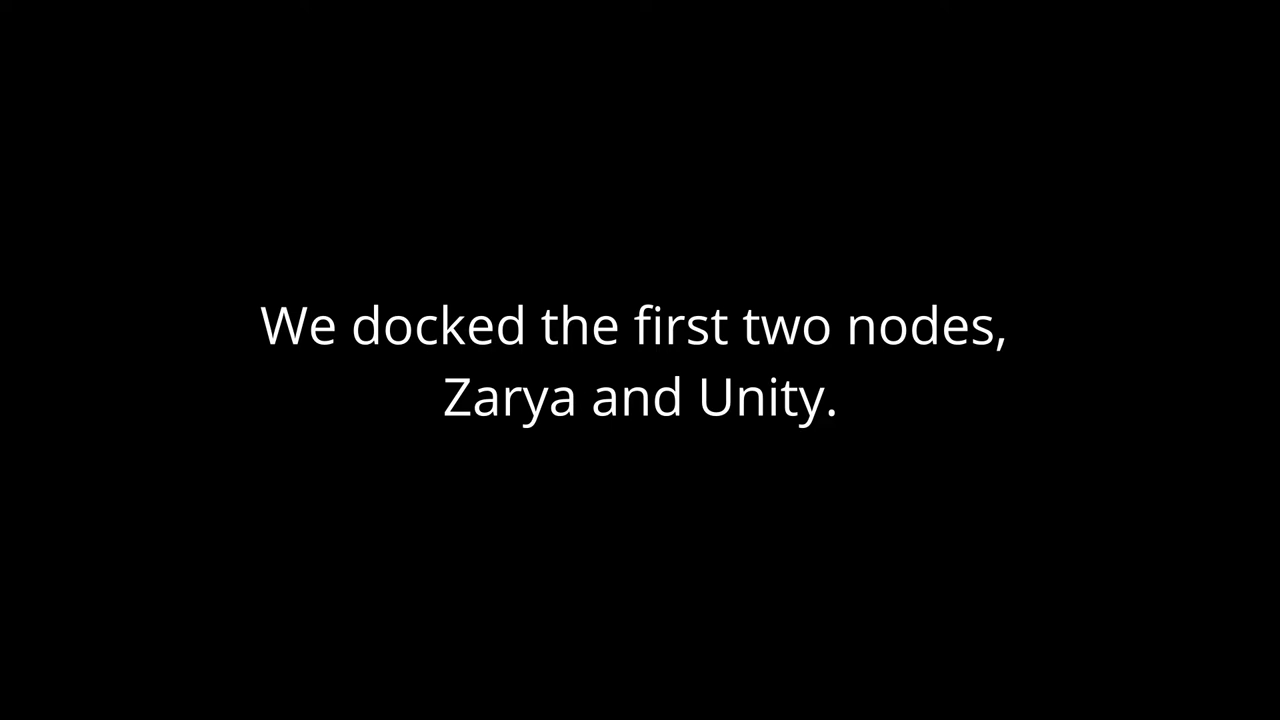 We docked the first two nodes,
Zarya and Unity.